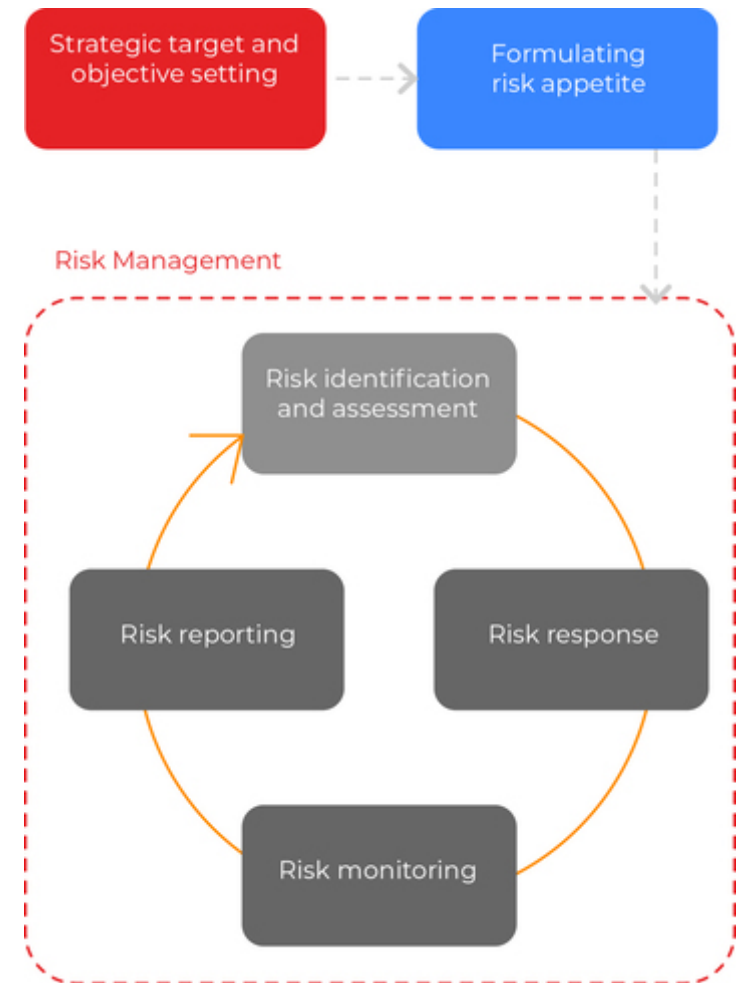 Strategic target and
objective setting
Formulating
risk appetite
Risk Management
Risk identification
and assessment
Risk reporting
Risk response
Risk monitoring